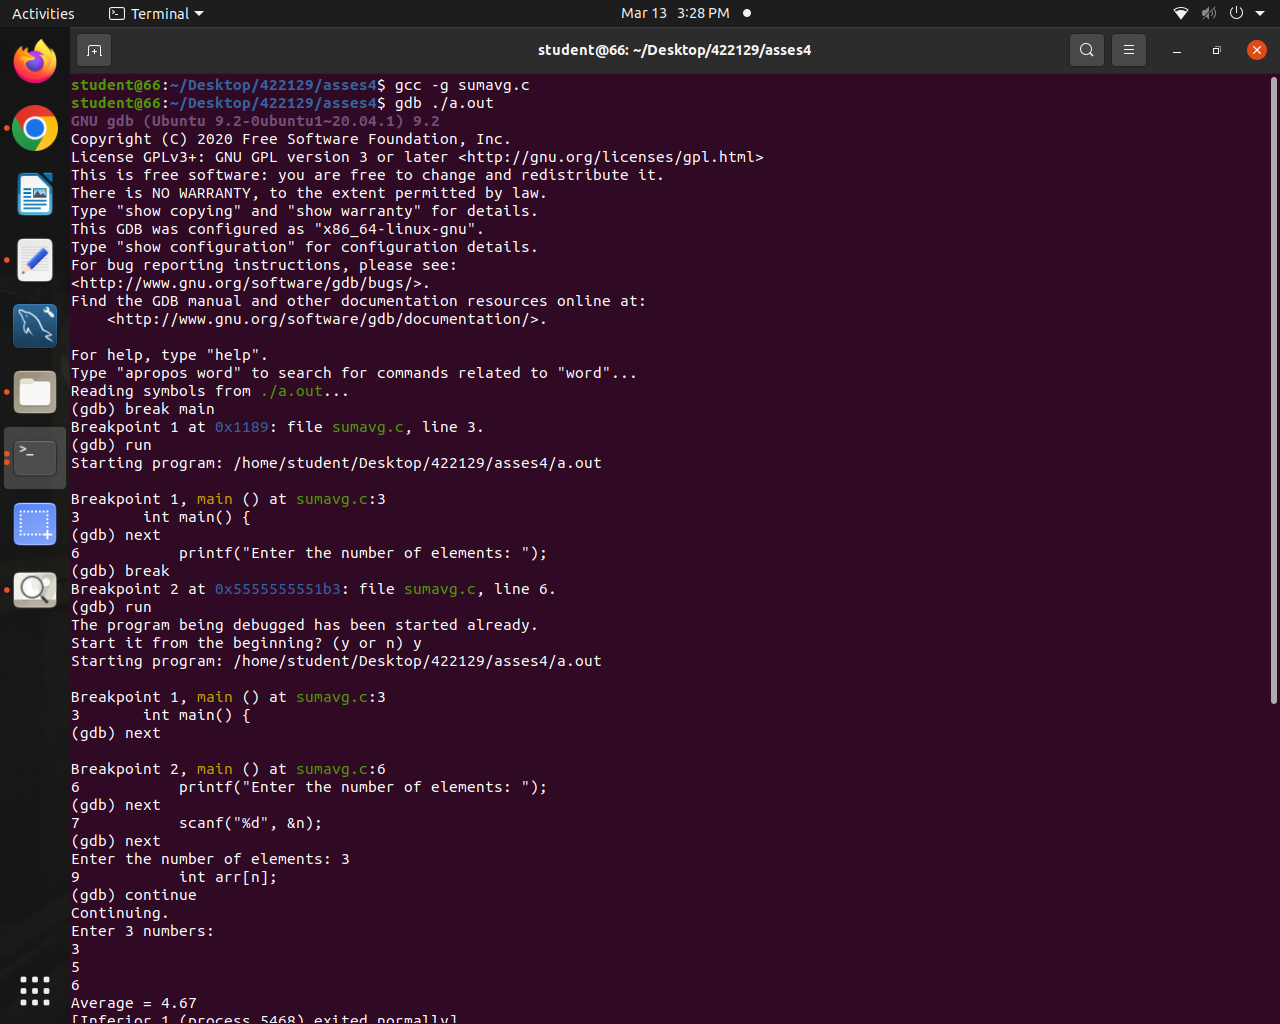 Activities
Terminal
Mar 13 3:28 PM
student@66: ~/Desktop/422129/asses4
student@66:~/Desktop/422129/asses4$ gcc -g sumavg.c
student@66:~/Desktop/422129/asses4$ gdb ./a.out
GNU gdb (Ubuntu 9.2-0ubuntu1~20.04.1) 9.2
Copyright (C) 2020 Free Software Foundation, Inc.
License GPLv3+: GNU GPL version 3 or later <http://gnu.org/licenses/gpl.html>
This is free software: you are free to change and redistribute it.
There is NO WARRANTY, to the extent permitted by law.
Type "show copying" and "show warranty" for details.
This GDB was configured as "x86_64-linux-gnu".
Type "show configuration" for configuration details.
For bug reporting instructions, please see:
<http://www.gnu.org/software/gdb/bugs/>.
Find the GDB manual and other documentation resources online at:
    <http://www.gnu.org/software/gdb/documentation/>.

For help, type "help".
Type "apropos word" to search for commands related to "word"...
Reading symbols from ./a.out...
(gdb) break main
Breakpoint 1 at 0x1189: file sumavg.c, line 3.
(gdb) run
Starting program: /home/student/Desktop/422129/asses4/a.out

Breakpoint 1, main () at sumavg.c:3
3       int main() {
(gdb) next
6           printf("Enter the number of elements: ");
(gdb) break
Breakpoint 2 at 0x5555555551b3: file sumavg.c, line 6.
(gdb) run
The program being debugged has been started already.
Start it from the beginning? (y or n) y
Starting program: /home/student/Desktop/422129/asses4/a.out

Breakpoint 1, main () at sumavg.c:3
3       int main() {
(gdb) next

Breakpoint 2, main () at sumavg.c:6
6           printf("Enter the number of elements: ");
(gdb) next
7           scanf("%d", &n);
(gdb) next
Enter the number of elements: 3
9           int arr[n];
(gdb) continue
Continuing.
Enter 3 numbers:
3
5
6
Average = 4.67
[Inferior 1 (process 5468) exited normally]